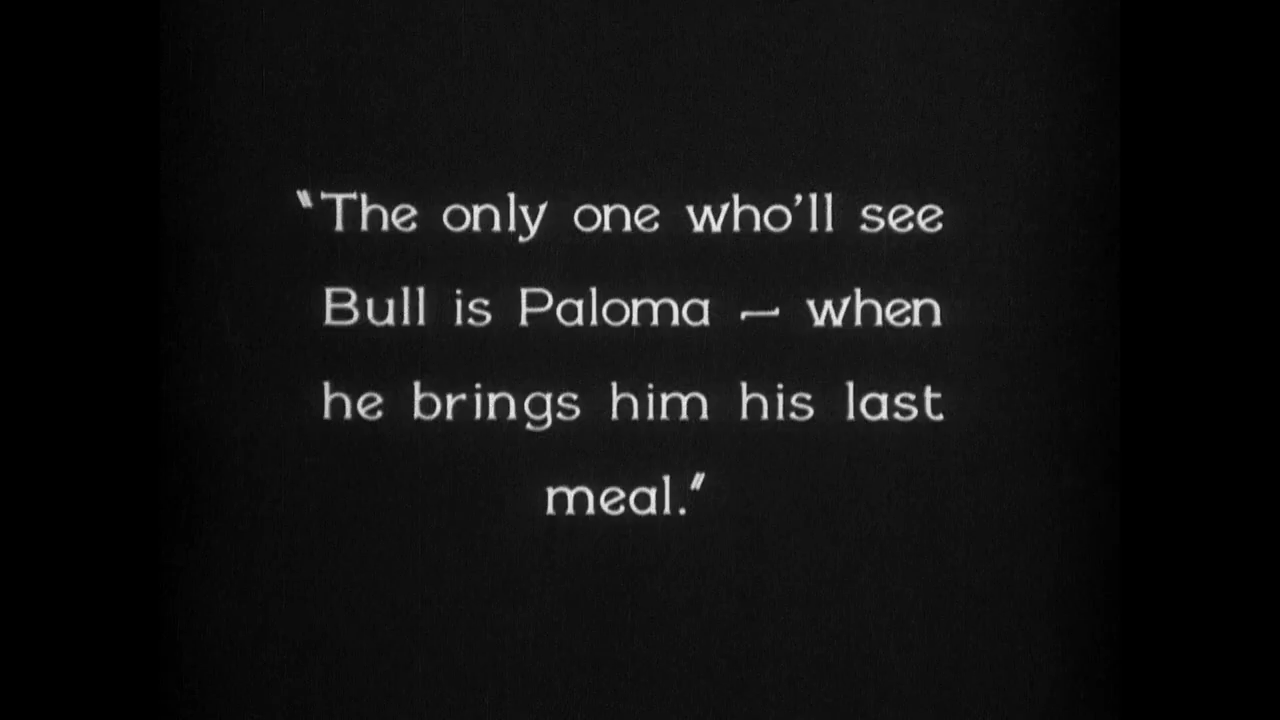 "The only one who'll see
Bull is Paloma — when
he brings him his last
meal."